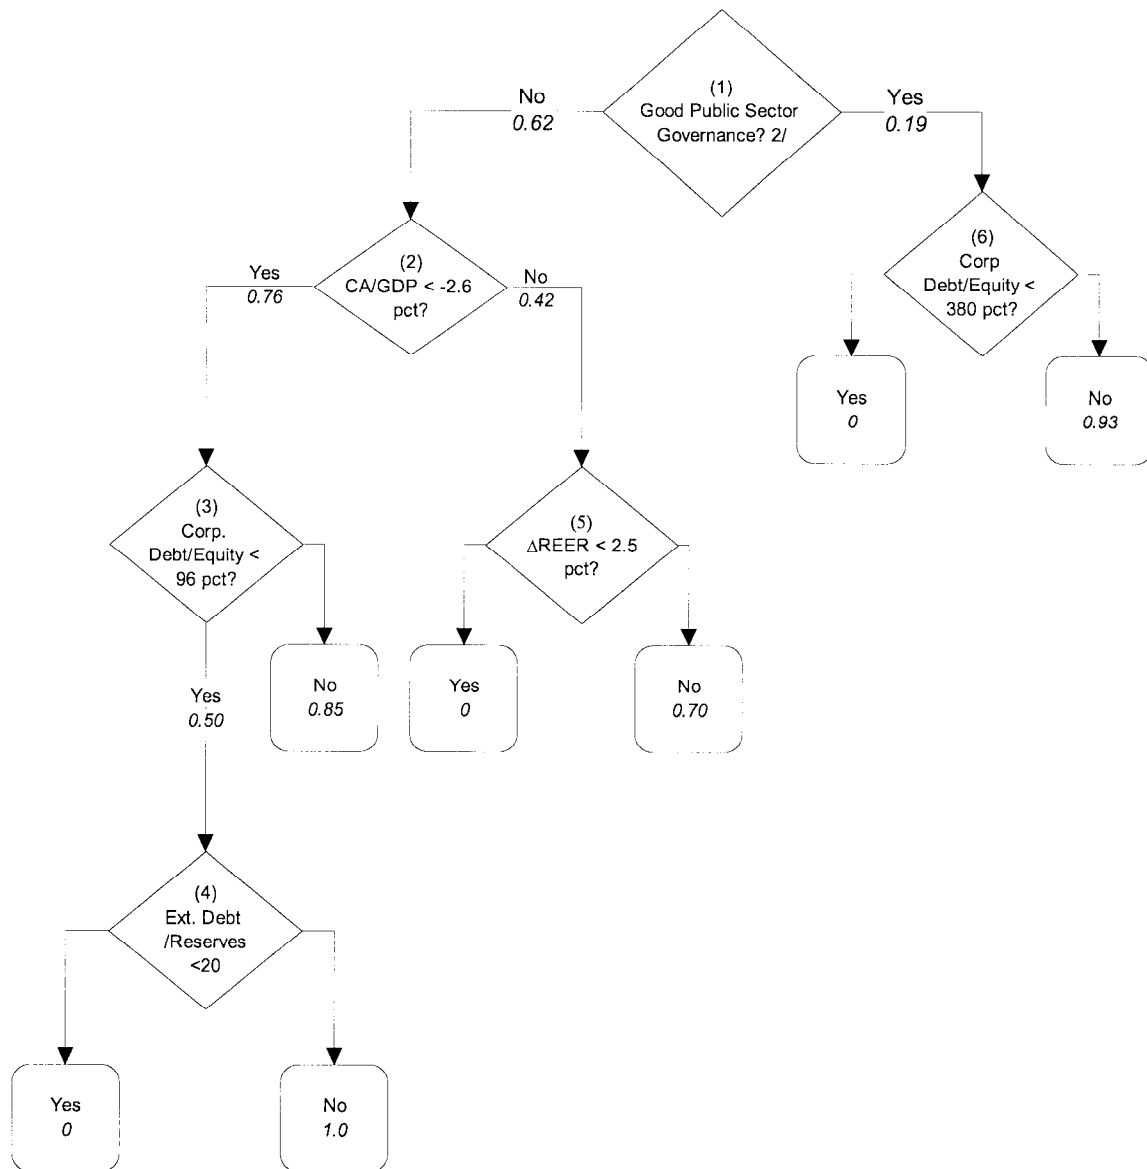 (1)
Good Public Sector
Governance? 2/
No
0.62
Yes
0.19
(2)
CA/GDP < -2.6
pct?
Yes
0.76
No
0.42
(6)
Corp
Debt/Equity <
380 pct?
Yes
0
No
0.93
(3)
Corp.
Debt/Equity <
96 pct?
(5)
∆REER < 2.5
pct?
Yes
0.50
No
0.85
Yes
0
No
0.70
(4)
Ext. Debt
/Reserves
<20
Yes
0
No
1.0